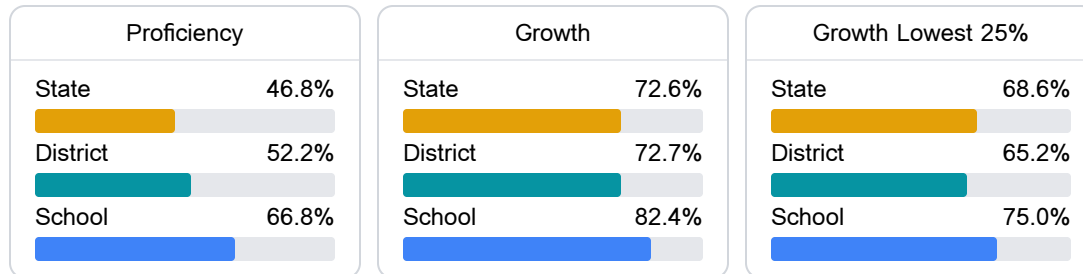 Proficiency
State 46.8%
District 52.2%
School 66.8%
Growth
State 72.6%
District 72.7%
School 82.4%
Growth Lowest 25%
State 68.6%
District 65.2%
School 75.0%